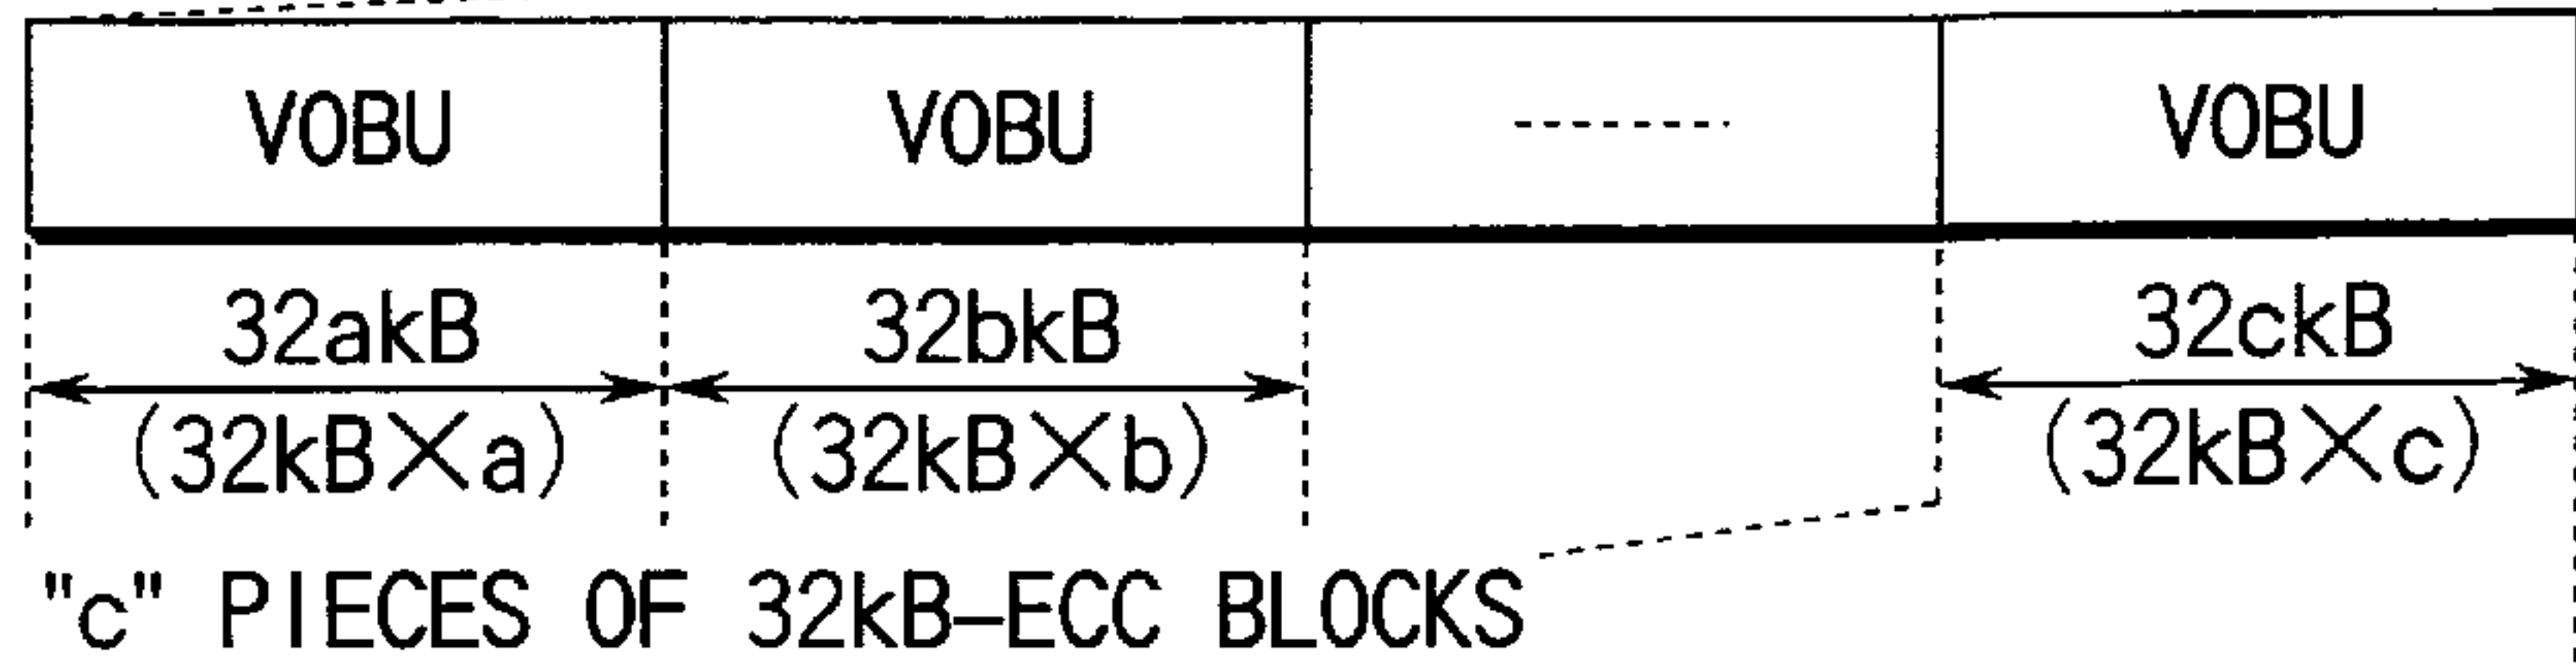 VOBU VOBU -------- VOBU
32akB 32bkB 32ckB
(32kB×a) (32kB×b) (32kB×c)
"c" PIECES OF 32kB-ECC BLOCKS